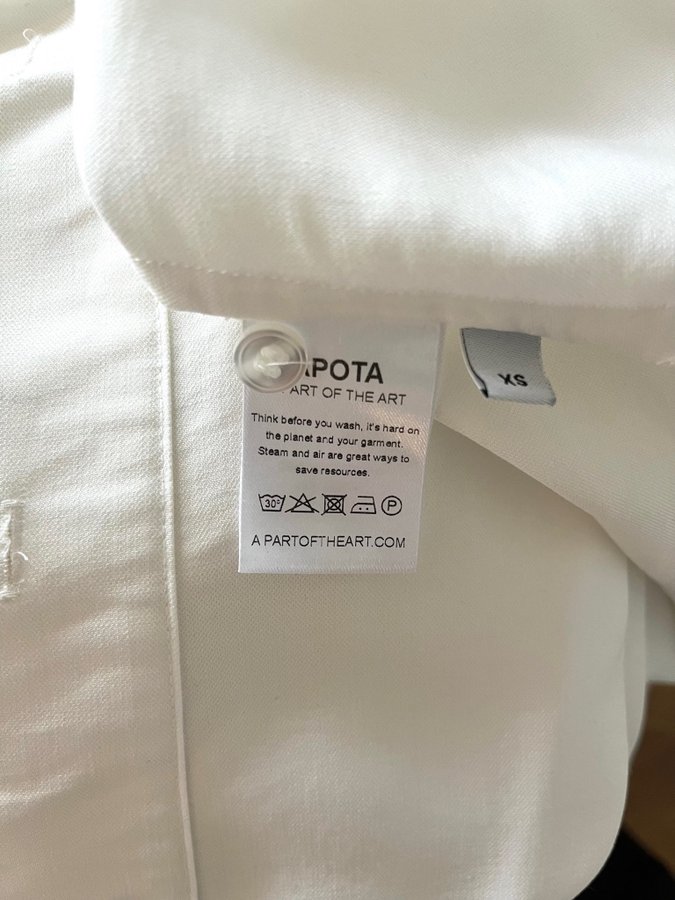 APOTA
ART OF THE ART
Think before you wash, it's hard on
the planet and your garment.
Steam and air are great ways to
save resources.
30° P
A PARTOFTHEART.COM
XS